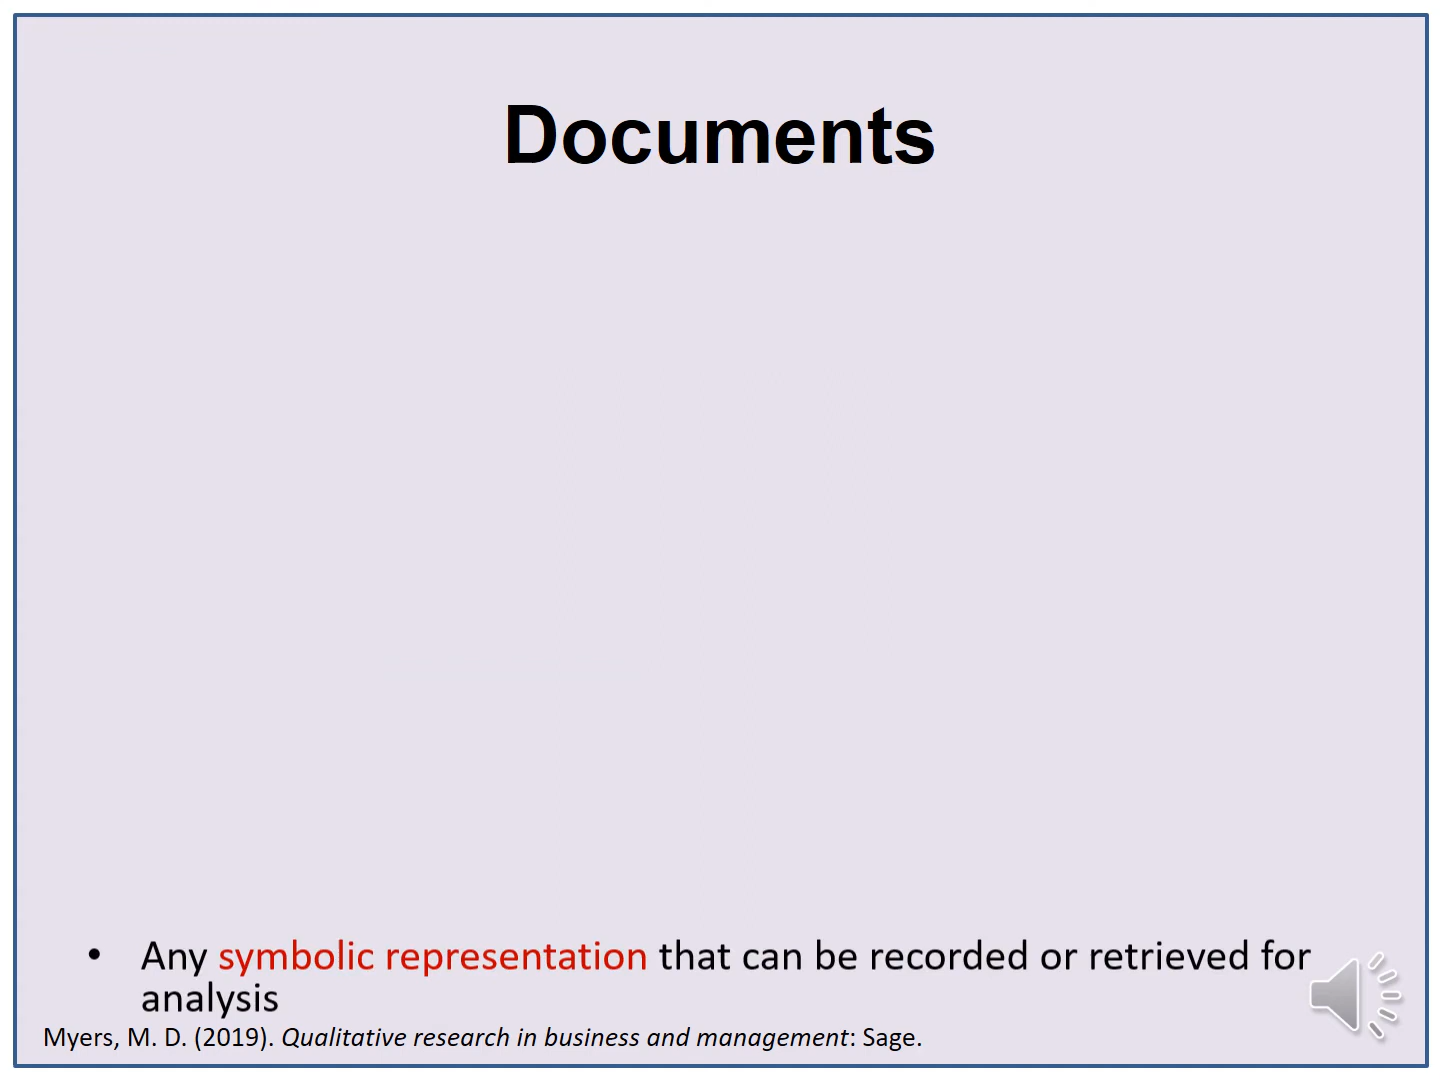 Documents
• Any symbolic representation that can be recorded or retrieved for
analysis
Myers, M. D. (2019). Qualitative research in business and management: Sage.